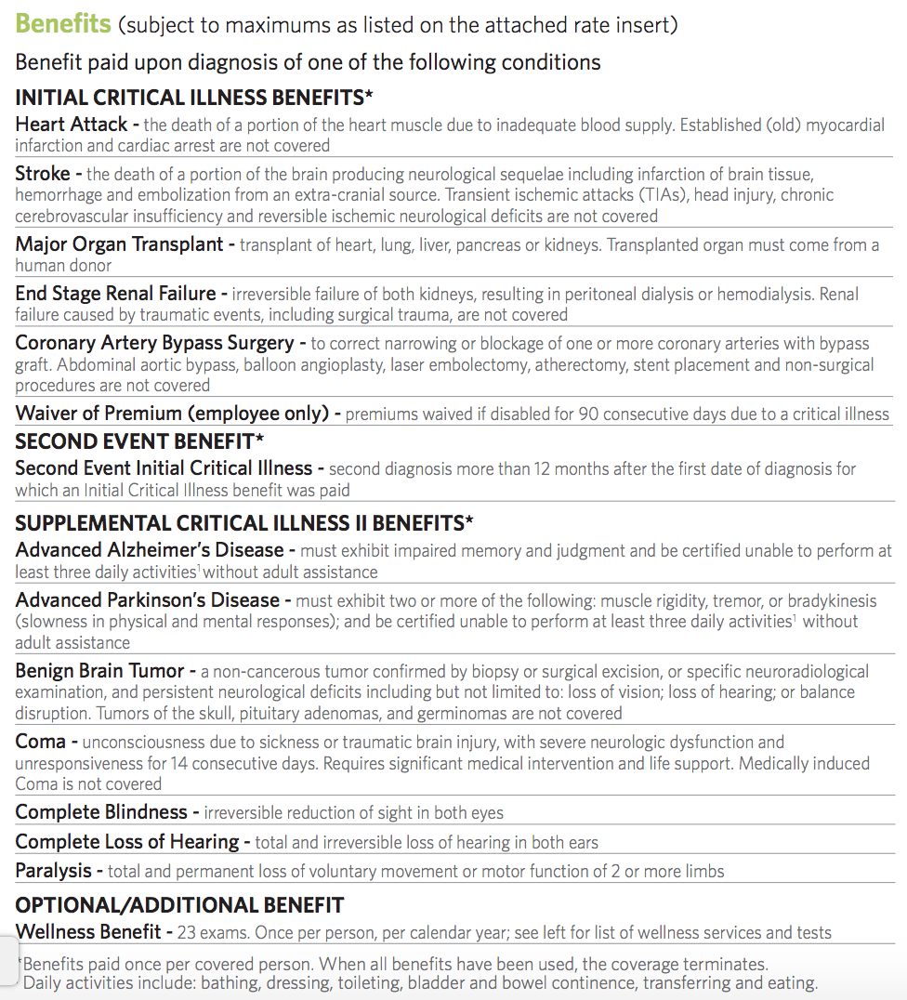 Benefits (subject to maximums as listed on the attached rate insert)
Benefit paid upon diagnosis of one of the following conditions
INITIAL CRITICAL ILLNESS BENEFITS*
Heart Attack - the death of a portion of the heart muscle due to inadequate blood supply. Established (old) myocardial
infarction and cardiac arrest are not covered
Stroke - the death of a portion of the brain producing neurological sequelae including infarction of brain tissue,
hemorrhage and embolization from an extra-cranial source. Transient ischemic attacks (TIAs), head injury, chronic
cerebrovascular insufficiency and reversible ischemic neurological deficits are not covered
Major Organ Transplant - transplant of heart, lung, liver, pancreas or kidneys. Transplanted organ must come from a
human donor
End Stage Renal Failure - irreversible failure of both kidneys, resulting in peritoneal dialysis or hemodialysis. Renal
failure caused by traumatic events, including surgical trauma, are not covered
Coronary Artery Bypass Surgery - to correct narrowing or blockage of one or more coronary arteries with bypass
graft. Abdominal aortic bypass, balloon angioplasty, laser embolectomy, atherectomy, stent placement and non-surgical
procedures are not covered
Waiver of Premium (employee only) - premiums waived if disabled for 90 consecutive days due to a critical illness
SECOND EVENT BENEFIT*
Second Event Initial Critical Illness - second diagnosis more than 12 months after the first date of diagnosis for
which an Initial Critical Illness benefit was paid
SUPPLEMENTAL CRITICAL ILLNESS II BENEFITS*
Advanced Alzheimer's Disease - must exhibit impaired memory and judgment and be certified unable to perform at
least three daily activities¹ without adult assistance
Advanced Parkinson's Disease - must exhibit two or more of the following: muscle rigidity, tremor, or bradykinesis
(slowness in physical and mental responses); and be certified unable to perform at least three daily activities¹ without
adult assistance
Benign Brain Tumor - a non-cancerous tumor confirmed by biopsy or surgical excision, or specific neuroradiological
examination, and persistent neurological deficits including but not limited to: loss of vision; loss of hearing; or balance
disruption. Tumors of the skull, pituitary adenomas, and germinomas are not covered
Coma - unconsciousness due to sickness or traumatic brain injury, with severe neurologic dysfunction and
unresponsiveness for 14 consecutive days. Requires significant medical intervention and life support. Medically induced
Coma is not covered
Complete Blindness - irreversible reduction of sight in both eyes
Complete Loss of Hearing - total and irreversible loss of hearing in both ears
Paralysis - total and permanent loss of voluntary movement or motor function of 2 or more limbs
OPTIONAL/ADDITIONAL BENEFIT
Wellness Benefit - 23 exams. Once per person, per calendar year; see left for list of wellness services and tests
*Benefits paid once per covered person. When all benefits have been used, the coverage terminates.
Daily activities include: bathing, dressing, toileting, bladder and bowel continence, transferring and eating.